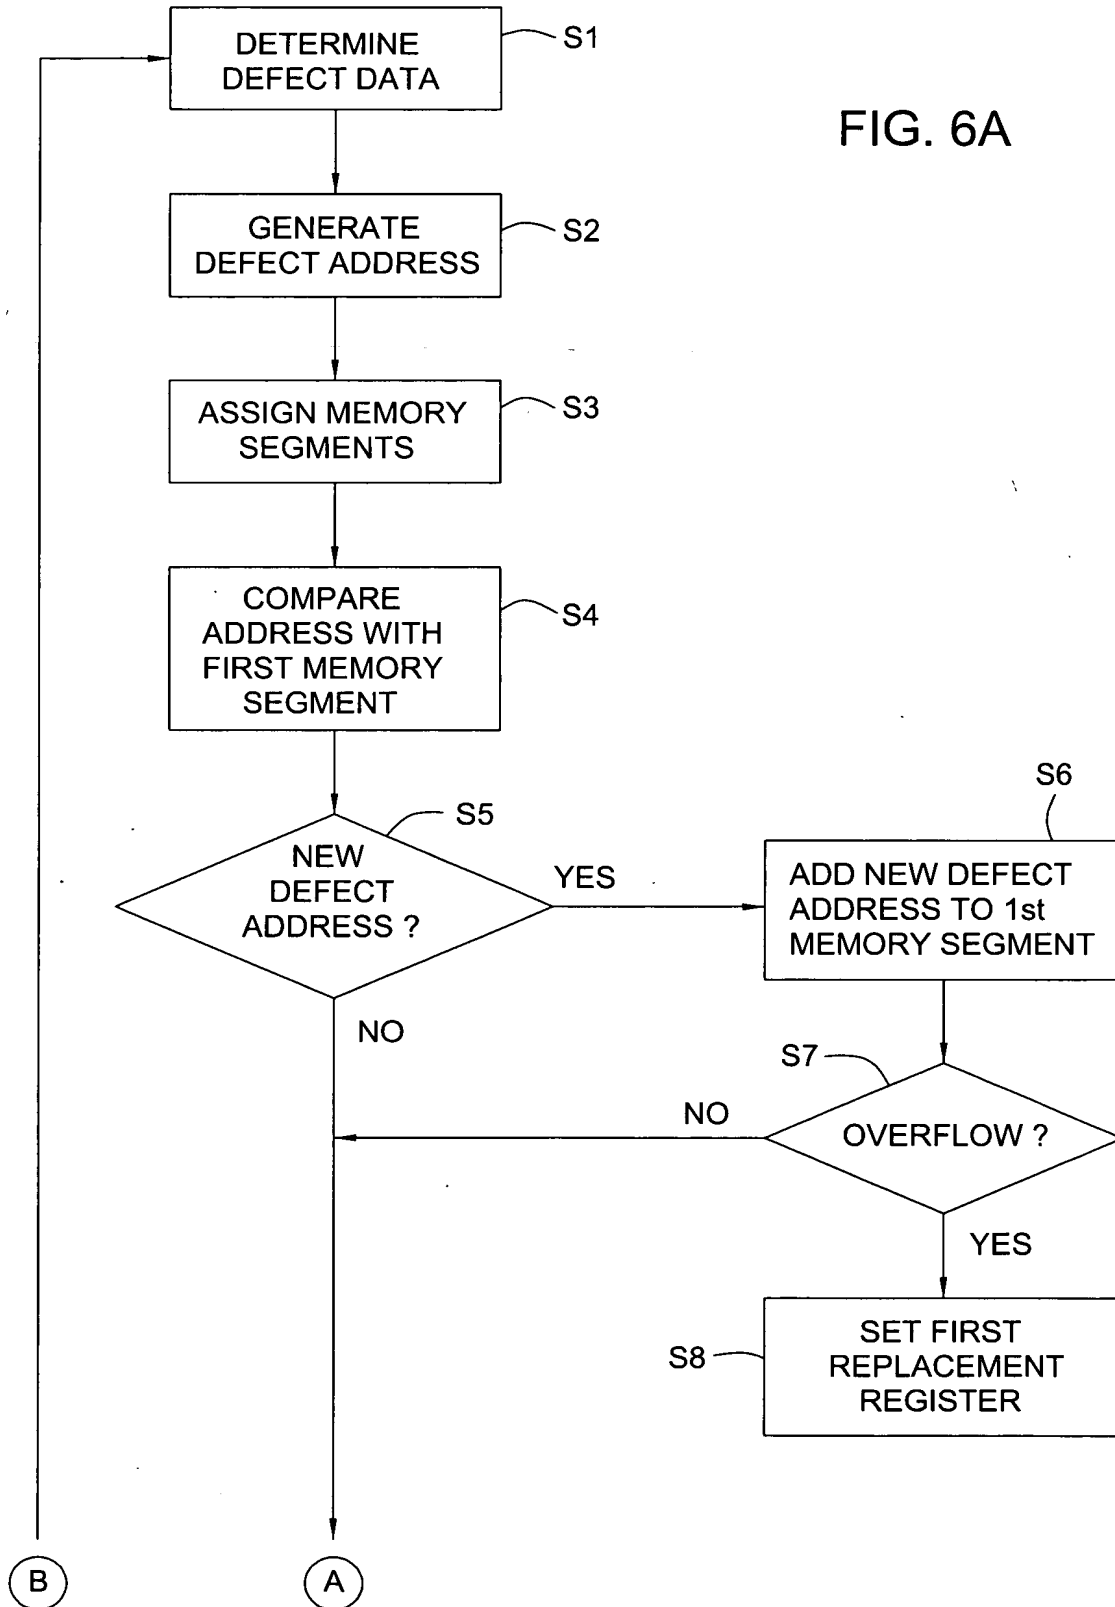 DETERMINE
DEFECT DATA
S1
FIG. 6A
GENERATE
DEFECT ADDRESS
S2
ASSIGN MEMORY
SEGMENTS
S3
COMPARE
ADDRESS WITH
FIRST MEMORY
SEGMENT
S4
S5
NEW
DEFECT
ADDRESS ?
YES
S6
ADD NEW DEFECT
ADDRESS TO 1st
MEMORY SEGMENT
NO
S7
NO
OVERFLOW ?
YES
S8
SET FIRST
REPLACEMENT
REGISTER
B
A